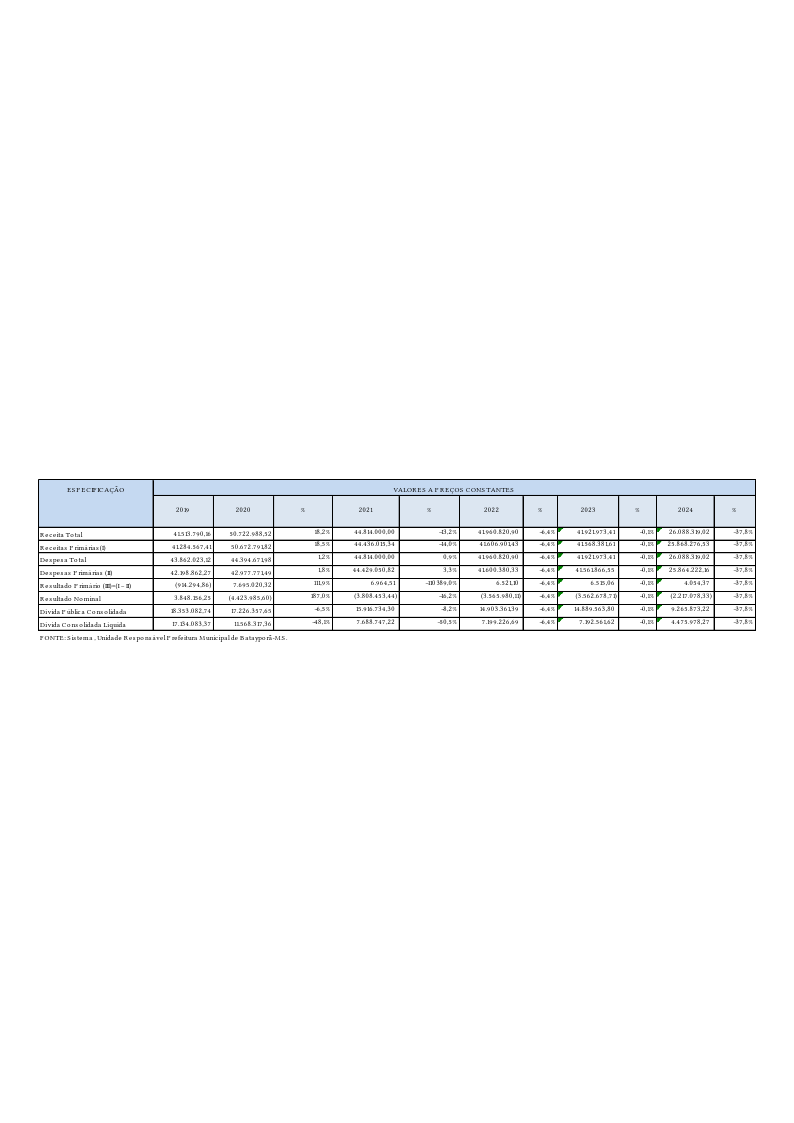 ESPECIFICAÇÃO VALORES A PREÇOS CONSTANTES
2019 2020 % 2021 % 2022 % 2023 % 2024 %
Receita Total 41.513.740,16 50.722.988,52 18,2% 44.814.000,00 -13,2% 41.960.820,90 -6,4% 41.921.973,41 -0,1% 26.088.319,02 -37,8%
Receitas Primárias(I) 41.284.567,41 50.672.791,82 18,5% 44.436.015,34 -14,0% 41.606.901,43 -6,4% 41.568.381,61 -0,1% 25.868.276,53 -37,8%
Despesa Total 43.862.023,12 44.394.671,98 1,2% 44.814.000,00 0,9% 41.960.820,90 -6,4% 41.921.973,41 -0,1% 26.088.319,02 -37,8%
Despesas Primárias (II) 42.198.862,27 42.977.771,49 1,8% 44.429.050,82 3,3% 41.600.380,33 -6,4% 41.561.866,55 -0,1% 25.864.222,16 -37,8%
Resultado Primário (III)=(I-II) (914.294,86) 7.695.020,32 111,9% 6.964,51 -110389,0% 6.521,10 -6,4% 6.515,06 -0,1% 4.054,37 -37,8%
Resultado Nominal 3.848.156,25 (4.423.985,60) 187,0% (3.808.453,44) -16,2% (3.565.980,11) -6,4% (3.562.678,71) -0,1% (2.217.078,33) -37,8%
Dívida Pública Consolidada 18.353.082,74 17.226.357,65 -6,5% 15.916.734,30 -8,2% 14.903.361,39 -6,4% 14.889.563,80 -0,1% 9.265.873,22 -37,8%
Dívida Consolidada Líquida 17.134.083,37 11.568.317,36 -48,1% 7.688.747,22 -50,5% 7.199.226,69 -6,4% 7.192.561,62 -0,1% 4.475.978,27 -37,8%
FONTE: Sistema , Unidade Responsável Prefeitura Municipal de Batayporã-MS.